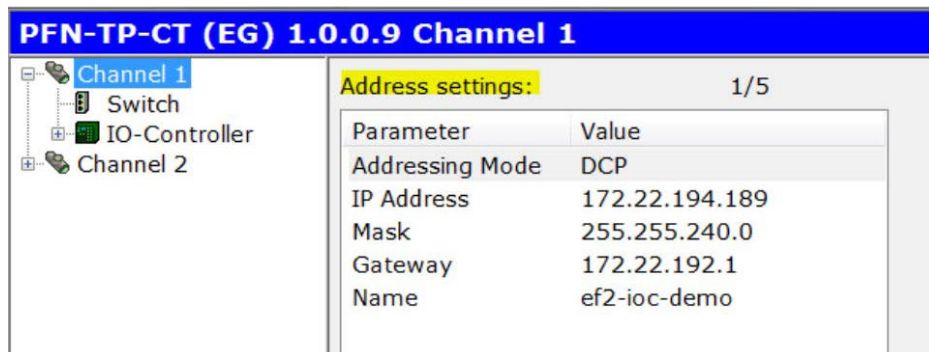 PFN-TP-CT (EG) 1.0.0.9 Channel 1
Channel 1
Switch
IO-Controller
Channel 2
Address settings: 1/5
Parameter Value
Addressing Mode DCP
IP Address 172.22.194.189
Mask 255.255.240.0
Gateway 172.22.192.1
Name ef2-ioc-demo